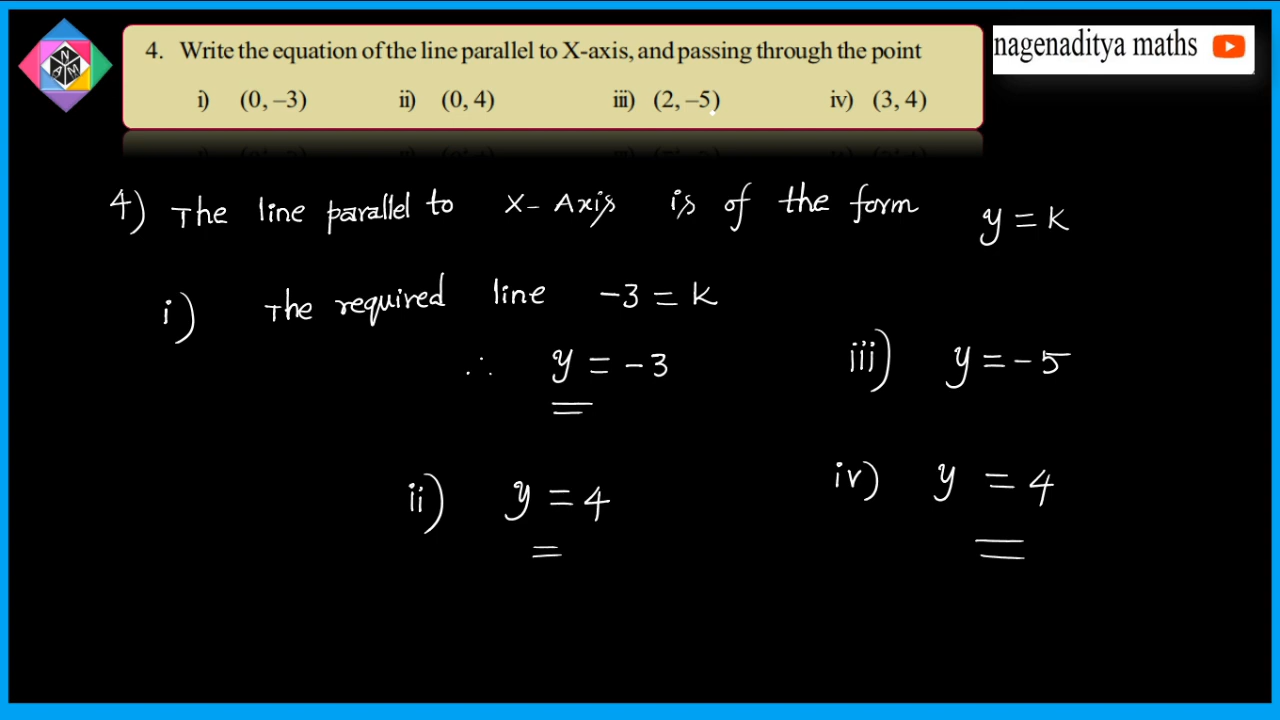 N
A M
4. Write the equation of the line parallel to X-axis, and passing through the point
i) (0, –3) ii) (0, 4) iii) (2, –5) iv) (3, 4)
nagenaditya maths
4) The line parallel to X-Axis is of the form y = k
i) The required line -3 = k
∴ y = -3
iii) y = -5
ii) y = 4
iv) y = 4